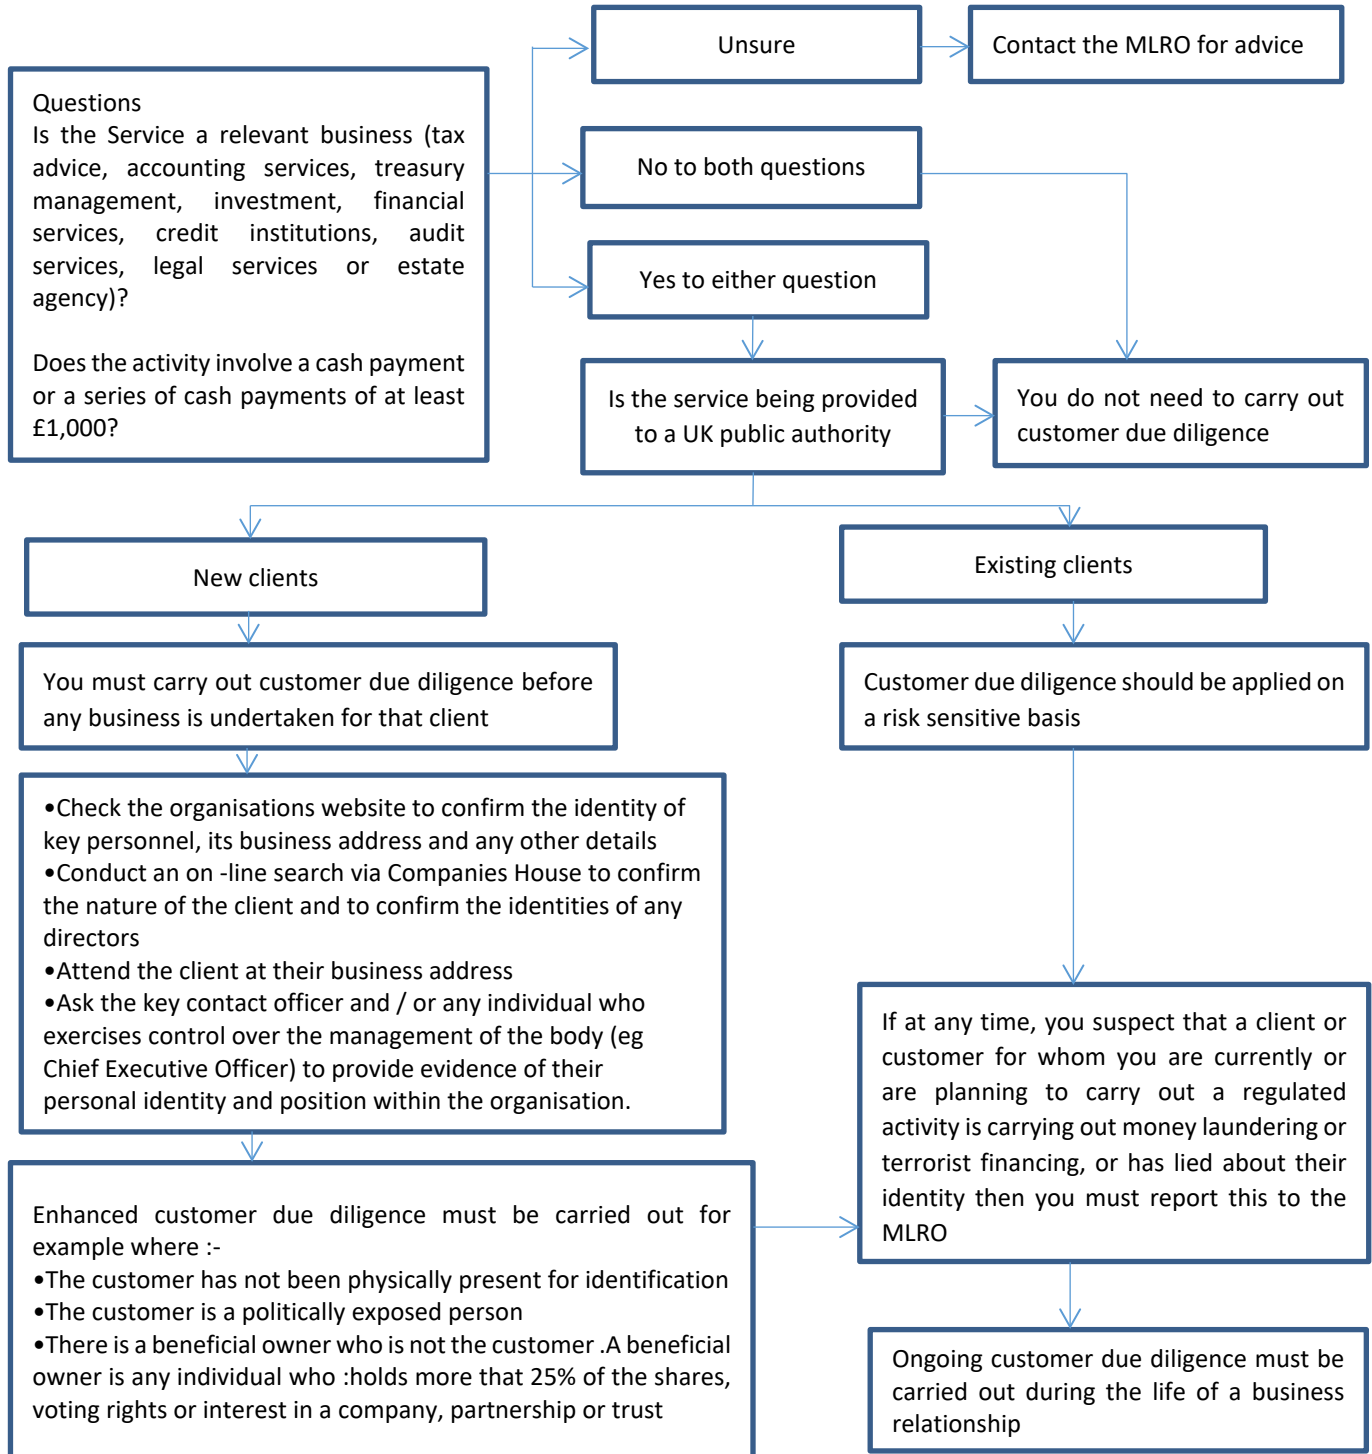 Unsure
Contact the MLRO for advice
Questions
Is the Service a relevant business (tax
advice, accounting services, treasury
management, investment, financial
services, credit institutions, audit
services, legal services or estate
agency)?
Does the activity involve a cash payment
or a series of cash payments of at least
£1,000?
No to both questions
Yes to either question
Is the service being provided
to a UK public authority
You do not need to carry out
customer due diligence
New clients
Existing clients
You must carry out customer due diligence before
any business is undertaken for that client
Customer due diligence should be applied on
a risk sensitive basis
•Check the organisations website to confirm the identity of
key personnel, its business address and any other details
•Conduct an on -line search via Companies House to confirm
the nature of the client and to confirm the identities of any
directors
•Attend the client at their business address
•Ask the key contact officer and / or any individual who
exercises control over the management of the body (eg
Chief Executive Officer) to provide evidence of their
personal identity and position within the organisation.
If at any time, you suspect that a client or
customer for whom you are currently or
are planning to carry out a regulated
activity is carrying out money laundering or
terrorist financing, or has lied about their
identity then you must report this to the
MLRO
Enhanced customer due diligence must be carried out for
example where :-
•The customer has not been physically present for identification
•The customer is a politically exposed person
•There is a beneficial owner who is not the customer .A beneficial
owner is any individual who :holds more that 25% of the shares,
voting rights or interest in a company, partnership or trust
Ongoing customer due diligence must be
carried out during the life of a business
relationship